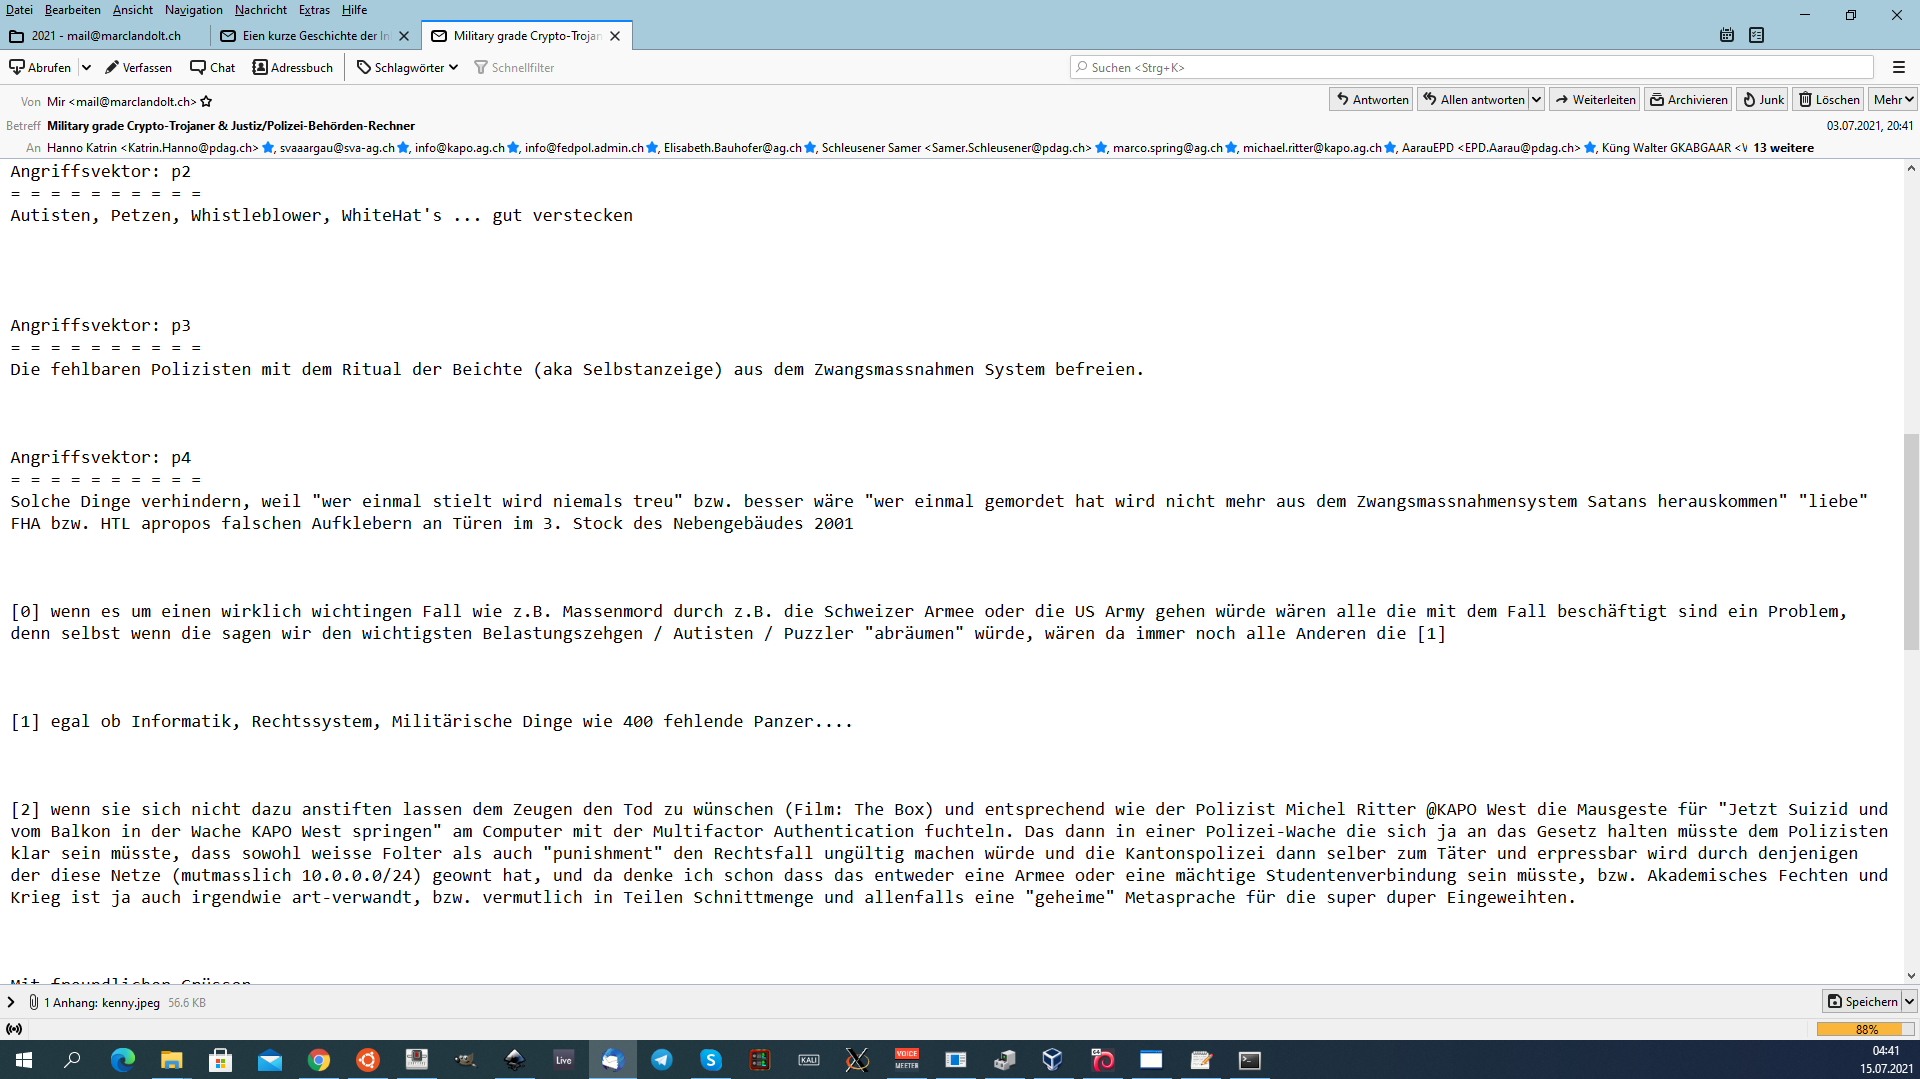 Datei Bearbeiten Ansicht Navigation Nachricht Extras Hilfe
2021 - mail@marclandolt.ch Eien kurze Geschichte der In Military grade Crypto-Trojan
Abrufen Verfassen Chat Adressbuch Schlagwörter Schnellfilter Suchen <Strg+K>
Von Mir <mail@marclandolt.ch> Antworten Allen antworten Weiterleiten Archivieren Junk Löschen Mehr
Betreff Military grade Crypto-Trojaner & Justiz/Polizei-Behörden-Rechner 03.07.2021, 20:41
An Hanno Katrin <Katrin.Hanno@pdag.ch>, svaaargau@sva-ag.ch, info@kapo.ag.ch, info@fedpol.admin.ch, Elisabeth.Bauhofer@ag.ch, Schleusener Samer <Samer.Schleusener@pdag.ch>, marco.spring@ag.ch, michael.ritter@kapo.ag.ch, AarauEPD <EPD.Aarau@pdag.ch>, Küng Walter GKABGAAR <V 13 weitere
Angriffsvektor: p2
= = = = = = = = = =
Autisten, Petzen, Whistleblower, WhiteHat's ... gut verstecken
Angriffsvektor: p3
= = = = = = = = = =
Die fehlbaren Polizisten mit dem Ritual der Beichte (aka Selbstanzeige) aus dem Zwangsmassnahmen System befreien.
Angriffsvektor: p4
= = = = = = = = = =
Solche Dinge verhindern, weil "wer einmal stielt wird niemals treu" bzw. besser wäre "wer einmal gemordet hat wird nicht mehr aus dem Zwangsmassnahmensystem Satans herauskommen" "liebe"
FHA bzw. HTL apropos falschen Aufklebern an Türen im 3. Stock des Nebengebäudes 2001
[0] wenn es um einen wirklich wichtingen Fall wie z.B. Massenmord durch z.B. die Schweizer Armee oder die US Army gehen würde wären alle die mit dem Fall beschäftigt sind ein Problem,
denn selbst wenn die sagen wir den wichtigsten Belastungszehgen / Autisten / Puzzler "abräumen" würde, wären da immer noch alle Anderen die [1]
[1] egal ob Informatik, Rechtssystem, Militärische Dinge wie 400 fehlende Panzer....
[2] wenn sie sich nicht dazu anstiften lassen dem Zeugen den Tod zu wünschen (Film: The Box) und entsprechend wie der Polizist Michel Ritter @KAPO West die Mausgeste für "Jetzt Suizid und
vom Balkon in der Wache KAPO West springen" am Computer mit der Multifactor Authentication fuchteln. Das dann in einer Polizei-Wache die sich ja an das Gesetz halten müsste dem Polizisten
klar sein müsste, dass sowohl weisse Folter als auch "punishment" den Rechtsfall ungültig machen würde und die Kantonspolizei dann selber zum Täter und erpressbar wird durch denjenigen
der diese Netze (mutmasslich 10.0.0.0/24) geownt hat, und da denke ich schon dass das entweder eine Armee oder eine mächtige Studentenverbindung sein müsste, bzw. Akademisches Fechten und
Krieg ist ja auch irgendwie art-verwandt, bzw. vermutlich in Teilen Schnittmenge und allenfalls eine "geheime" Metasprache für die super duper Eingeweihten.
Mit freundlichen Grüssen
1 Anhang: kenny.jpeg 56.6 KB Speichern
88%
Live KALI VOICE MEETER
04:41
15.07.2021